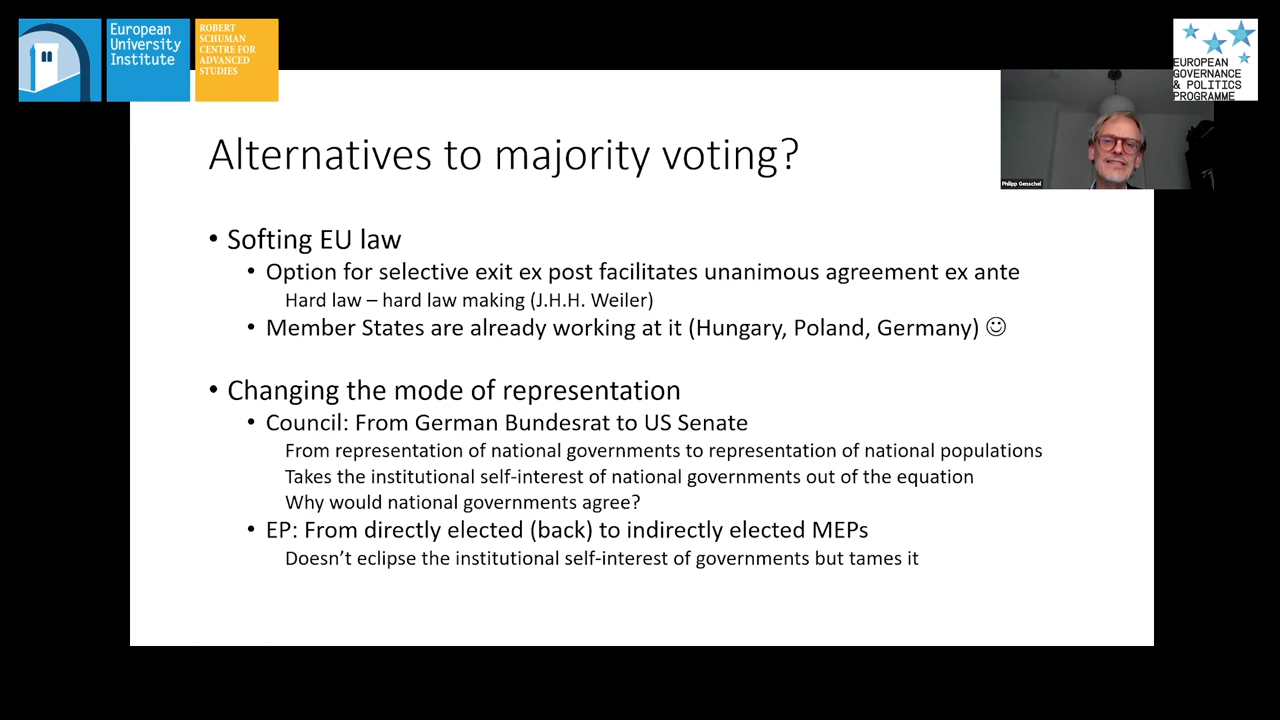 European
University
Institute
ROBERT
SCHUMAN
CENTRE FOR
ADVANCED
STUDIES
EUROPEAN
GOVERNANCE
& POLITICS
PROGRAMME
Philipp Genschel
Alternatives to majority voting?
• Softing EU law
• Option for selective exit ex post facilitates unanimous agreement ex ante
Hard law – hard law making (J.H.H. Weiler)
• Member States are already working at it (Hungary, Poland, Germany) ☺
• Changing the mode of representation
• Council: From German Bundesrat to US Senate
From representation of national governments to representation of national populations
Takes the institutional self-interest of national governments out of the equation
Why would national governments agree?
• EP: From directly elected (back) to indirectly elected MEPs
Doesn’t eclipse the institutional self-interest of governments but tames it